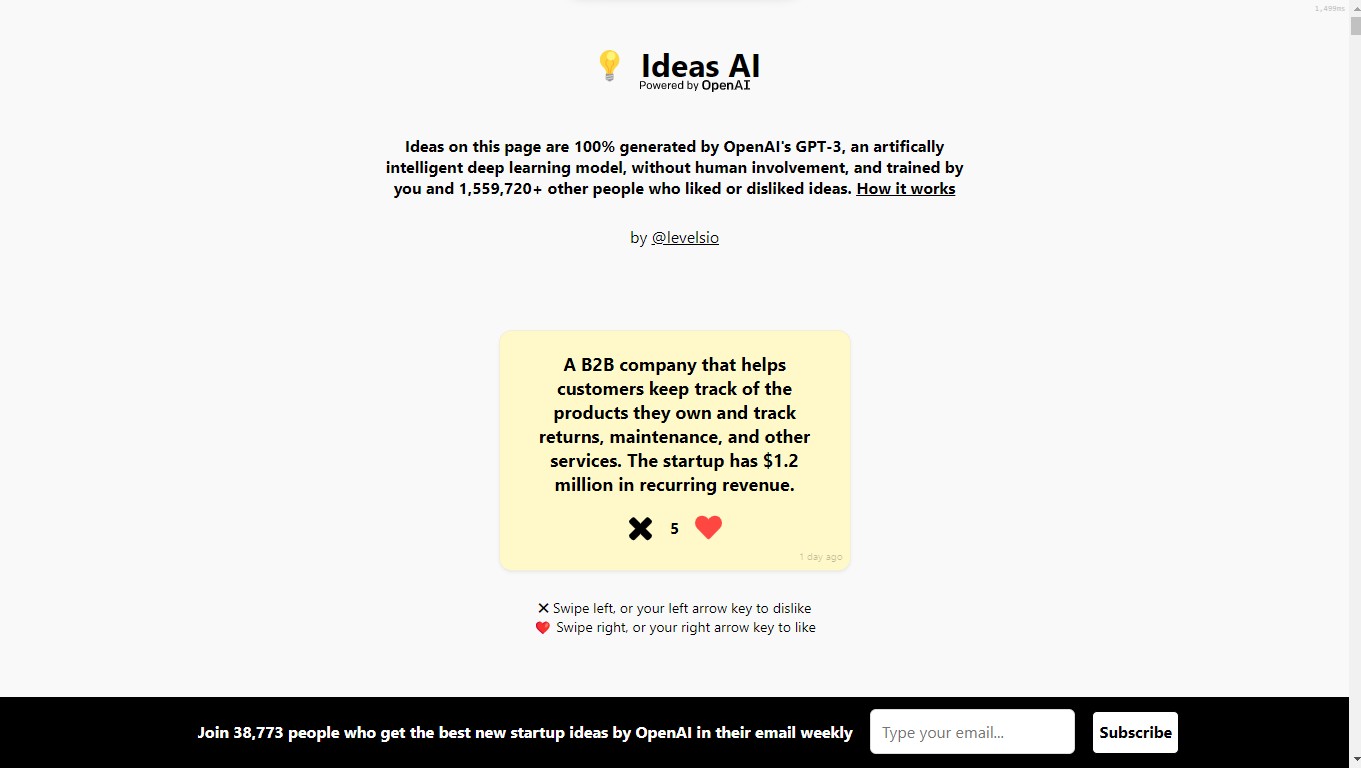 1,499ms
Ideas AI
Powered by OpenAI
Ideas on this page are 100% generated by OpenAI's GPT-3, an artifically
intelligent deep learning model, without human involvement, and trained by
you and 1,559,720+ other people who liked or disliked ideas. How it works
by @levelsio
A B2B company that helps
customers keep track of the
products they own and track
returns, maintenance, and other
services. The startup has $1.2
million in recurring revenue.
5
1 day ago
Swipe left, or your left arrow key to dislike
Swipe right, or your right arrow key to like
Join 38,773 people who get the best new startup ideas by OpenAI in their email weekly Type your email... Subscribe